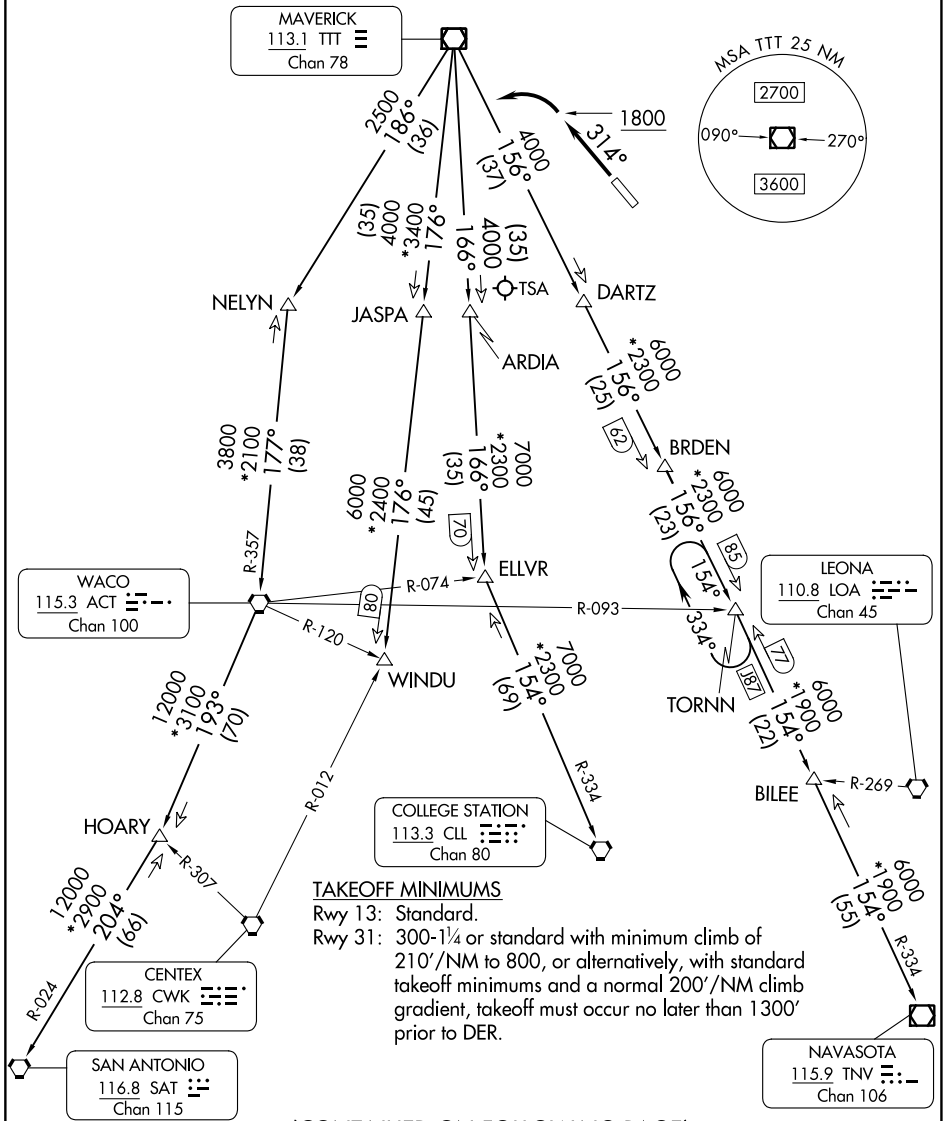 MAVERICK
113.1 TTT
Chan 78
MSA TTT 25 NM
2700
090°
270°
3600
1800
314°
2500
186°
(36)
(35)
4000
*3400
176°
(35)
4000
166°
4000
156°
(37)
TSA
NELYN
JASPA
ARDIA
DARTZ
3800
*2100
177°
(38)
6000
*2400
176°
(45)
7000
*2300
166°
(35)
6000
*2300
156°
(25)
62
BRDEN
6000
*2300
156°
(23)
85
70
ELLVR
R-357
WACO
115.3 ACT
Chan 100
R-074
R-093
R-120
80
WINDU
154°
334°
J87
77
TORNN
LEONA
110.8 LOA
Chan 45
12000
*3100
193°
(70)
7000
*2300
154°
(69)
6000
*1900
154°
(22)
BILEE
R-269
R-012
R-334
HOARY
R-307
COLLEGE STATION
113.3 CLL
Chan 80
12000
*2900
204°
(66)
R-024
6000
*1900
154°
(55)
R-334
CENTEX
112.8 CWK
Chan 75
SAN ANTONIO
116.8 SAT
Chan 115
NAVASOTA
115.9 TNV
Chan 106
TAKEOFF MINIMUMS
Rwy 13: Standard.
Rwy 31: 300-1¼ or standard with minimum climb of
210'/NM to 800, or alternatively, with standard
takeoff minimums and a normal 200'/NM climb
gradient, takeoff must occur no later than 1300'
prior to DER.